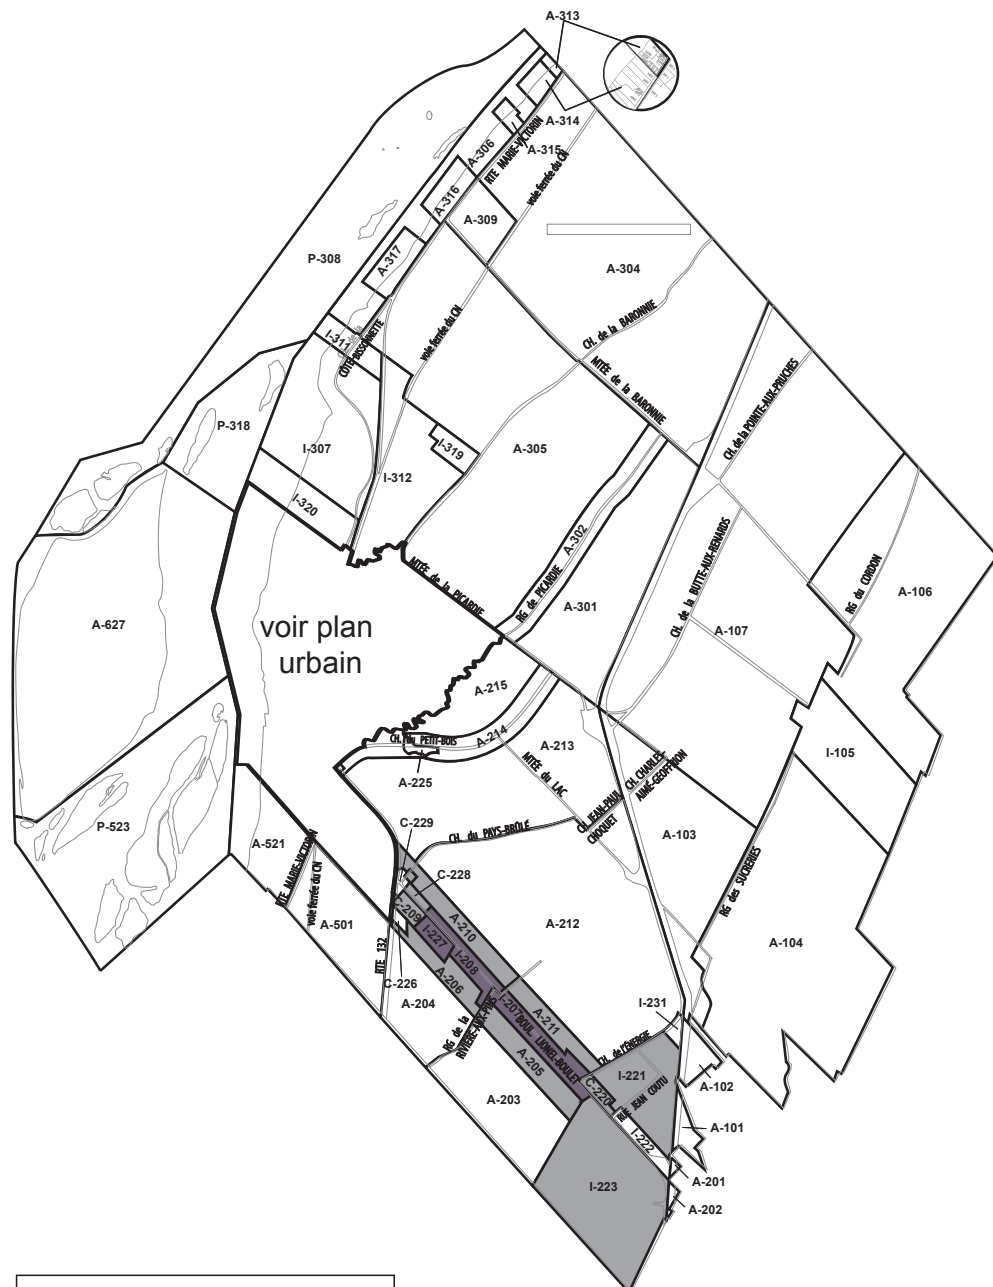 A-313
A-314
A-315
A-306
RTE MARIE-VICTORIN
voie ferrée du CN
A-316
A-309
A-317
P-308
A-304
CH. de la BARONNIE
I-311
CÔTE-BISSONNETTE
voie ferrée du CN
MTÉE de la BARONNIE
CH. de la POINTE-AUX-PRUCHES
P-318
I-307
I-319
A-305
I-312
I-320
A-302
RG de PICARDIE
MTÉE de la PICARDIE
CH. de la BUTTE-AUX-RENARDS
RG du CORDON
A-106
A-301
A-107
A-627
voir plan
urbain
A-215
CH. du PETIT-BOIS
A-214
A-213
A-225
MTÉE du LAC
CH. JEAN-PAUL
CHOQUET
CH. CHARLES-
AIMÉ-GEOFFRION
I-105
P-523
C-229
CH. du PAYS-BRÛLÉ
A-103
A-521
RTE MARIE-VICTORIN
voie ferrée du CN
C-228
RG des SUCRERIES
C-209
A-210
A-501
I-227
I-208
A-212
A-104
RTE 132
C-226
A-206
A-204
I-207
A-211
I-231
RG de la
RIVIÈRE-AUX-PINS
BOUL LIONEL-BOULET
CH. de l'ÉNERGIE
A-205
I-221
C-220
RUE JEAN COUTU
A-102
A-203
I-222
A-101
A-201
I-223
A-202